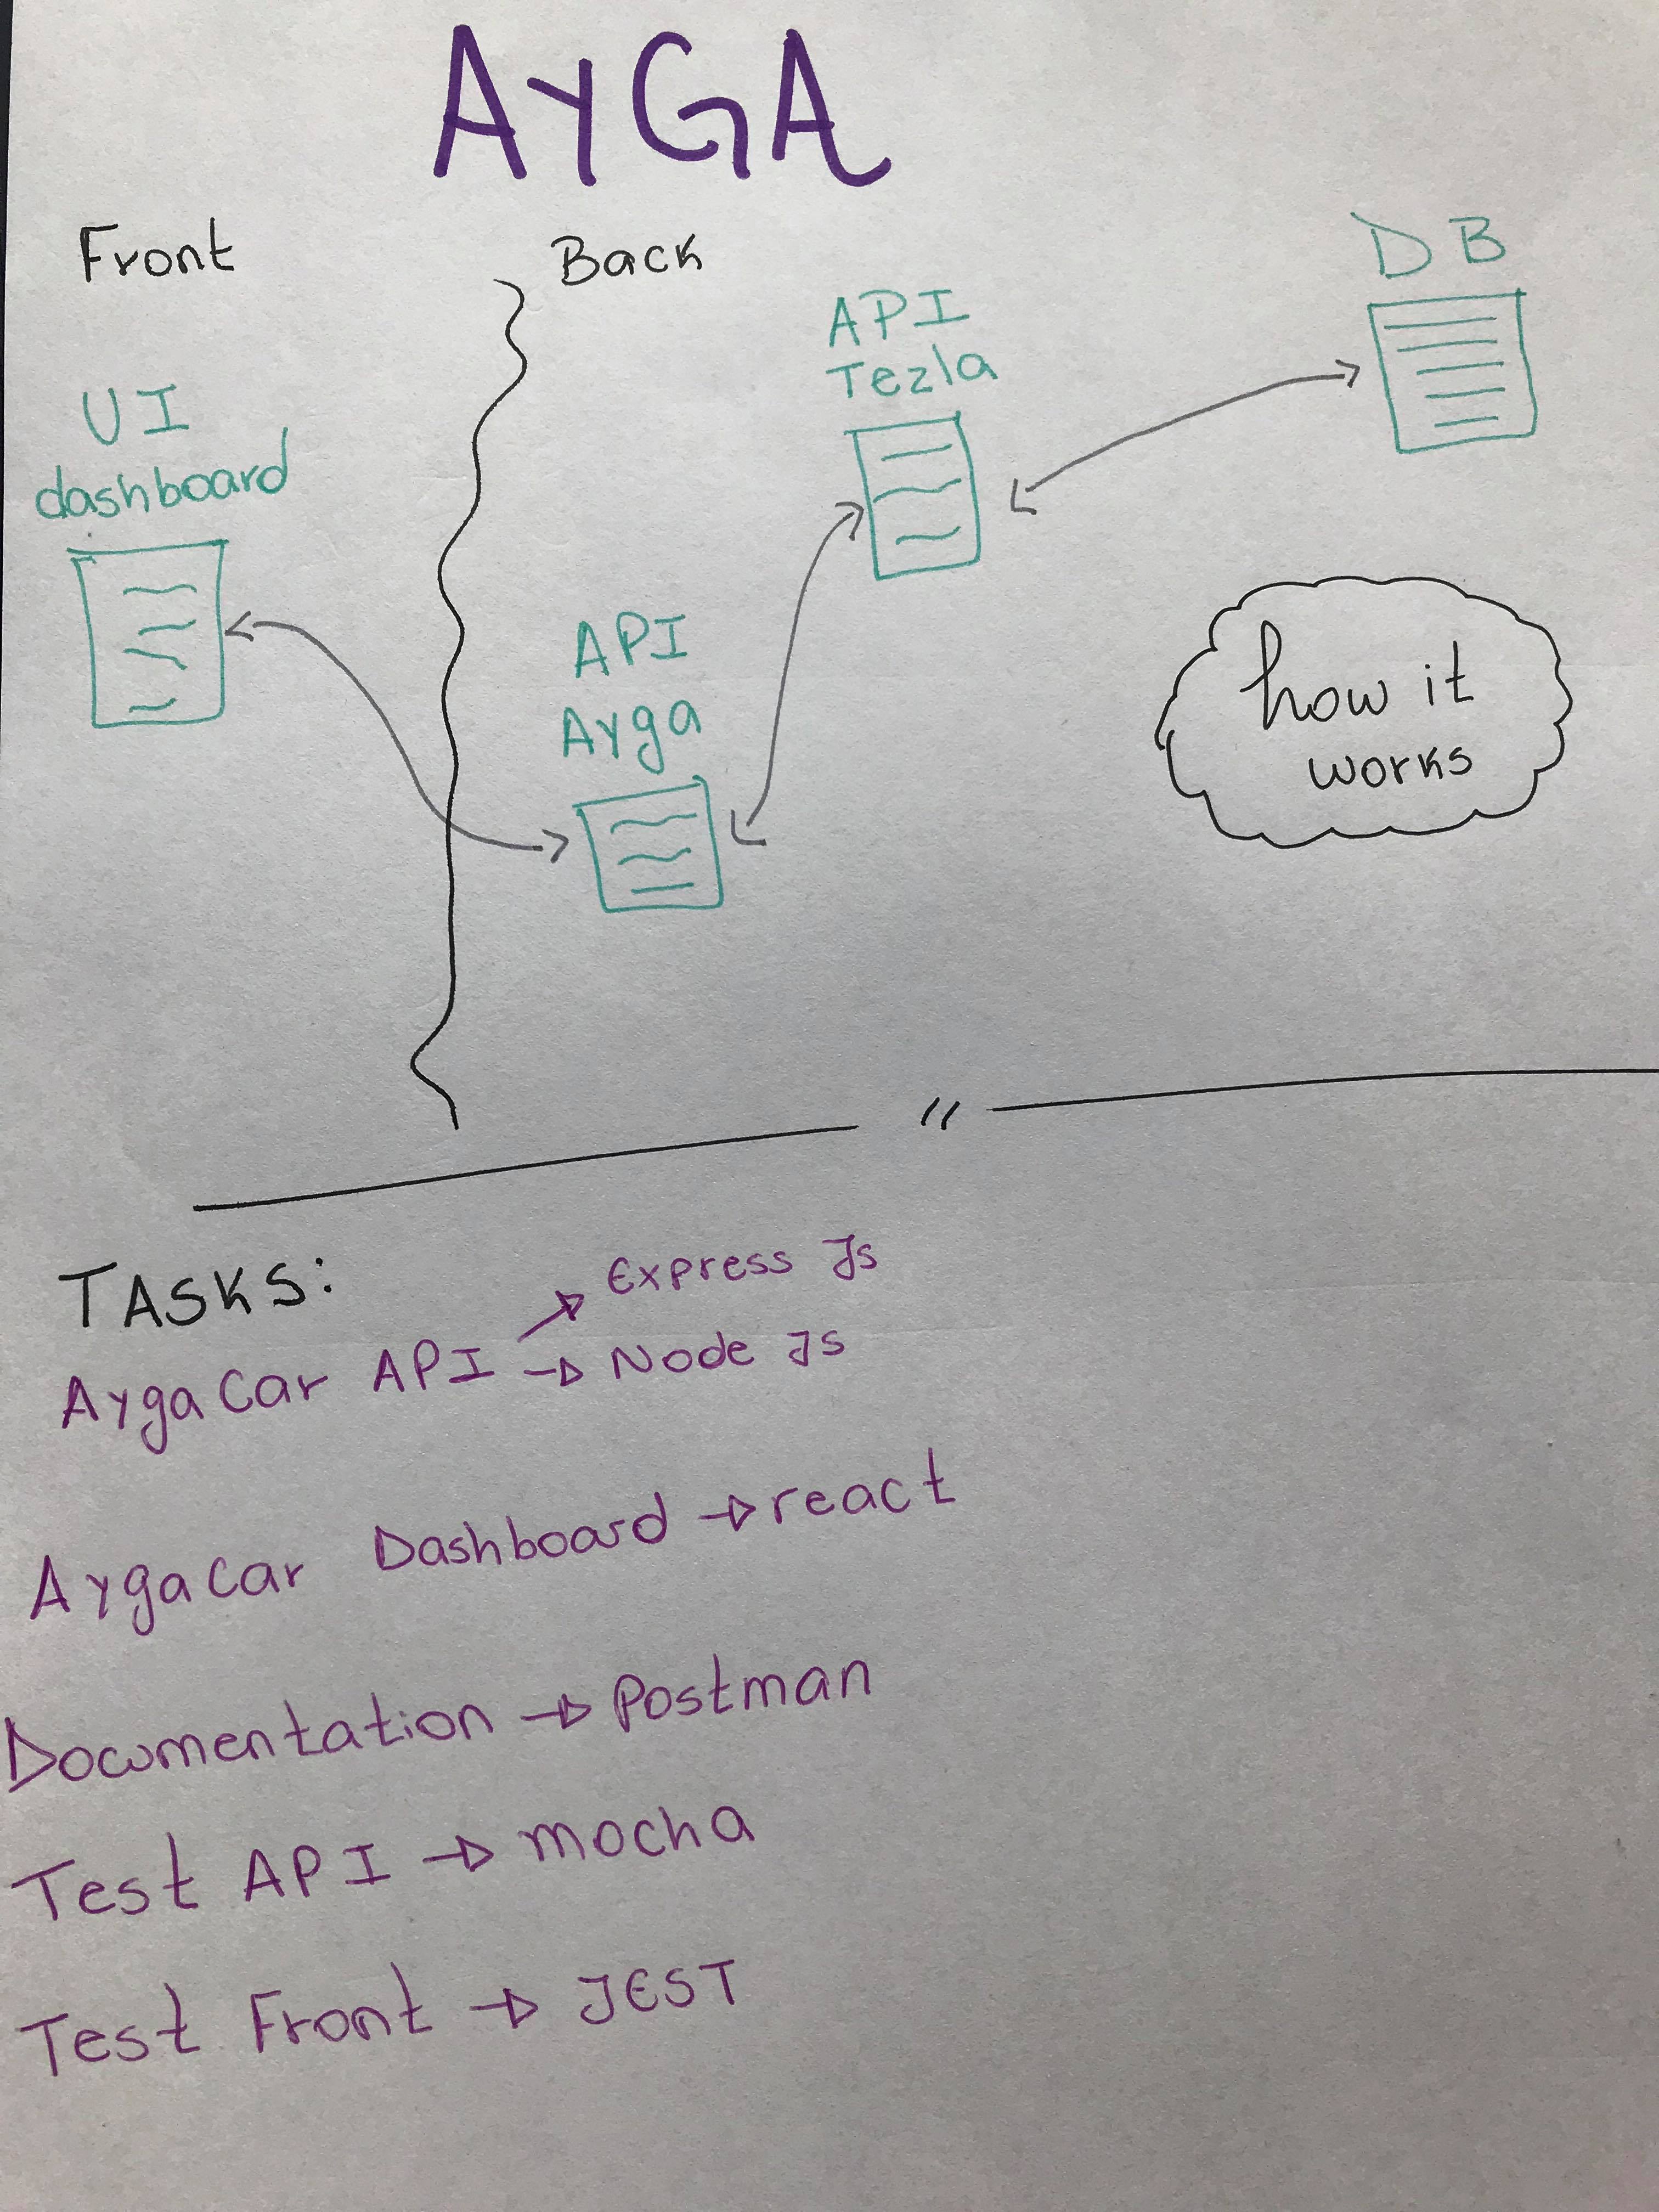 AYGA
Front
Back
DB
API
Tezla
UI
dashboard
API
Ayga
how it
works
TASKS:
Express Js
AygaCar API → Node Js
AygaCar Dashboard → react
Documentation → Postman
Test API → mocha
Test Front → JEST